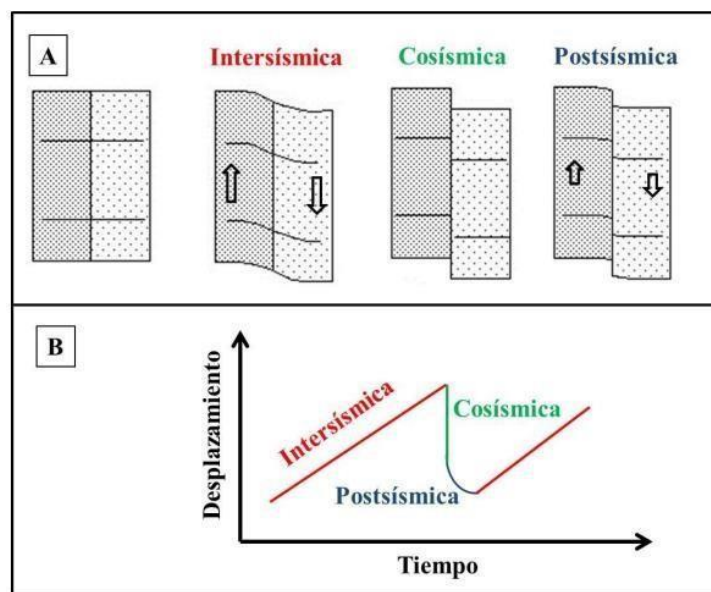 A
Intersísmica
Cosísmica
Postsísmica
B
Desplazamiento
Intersísmica
Cosísmica
Postsísmica
Tiempo